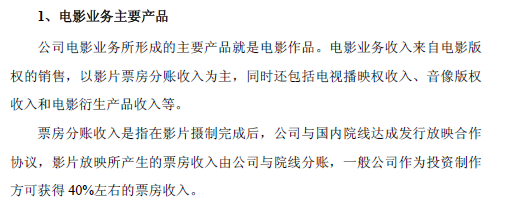 1、电影业务主要产品
公司电影业务所形成的主要产品就是电影作品。电影业务收入来自电影版
权的销售，以影片票房分账收入为主，同时还包括电视播映权收入、音像版权
收入和电影衍生产品收入等。
票房分账收入是指在影片摄制完成后，公司与国内院线达成发行放映合作
协议，影片放映所产生的票房收入由公司与院线分账，一般公司作为投资制作
方可获得 40%左右的票房收入。